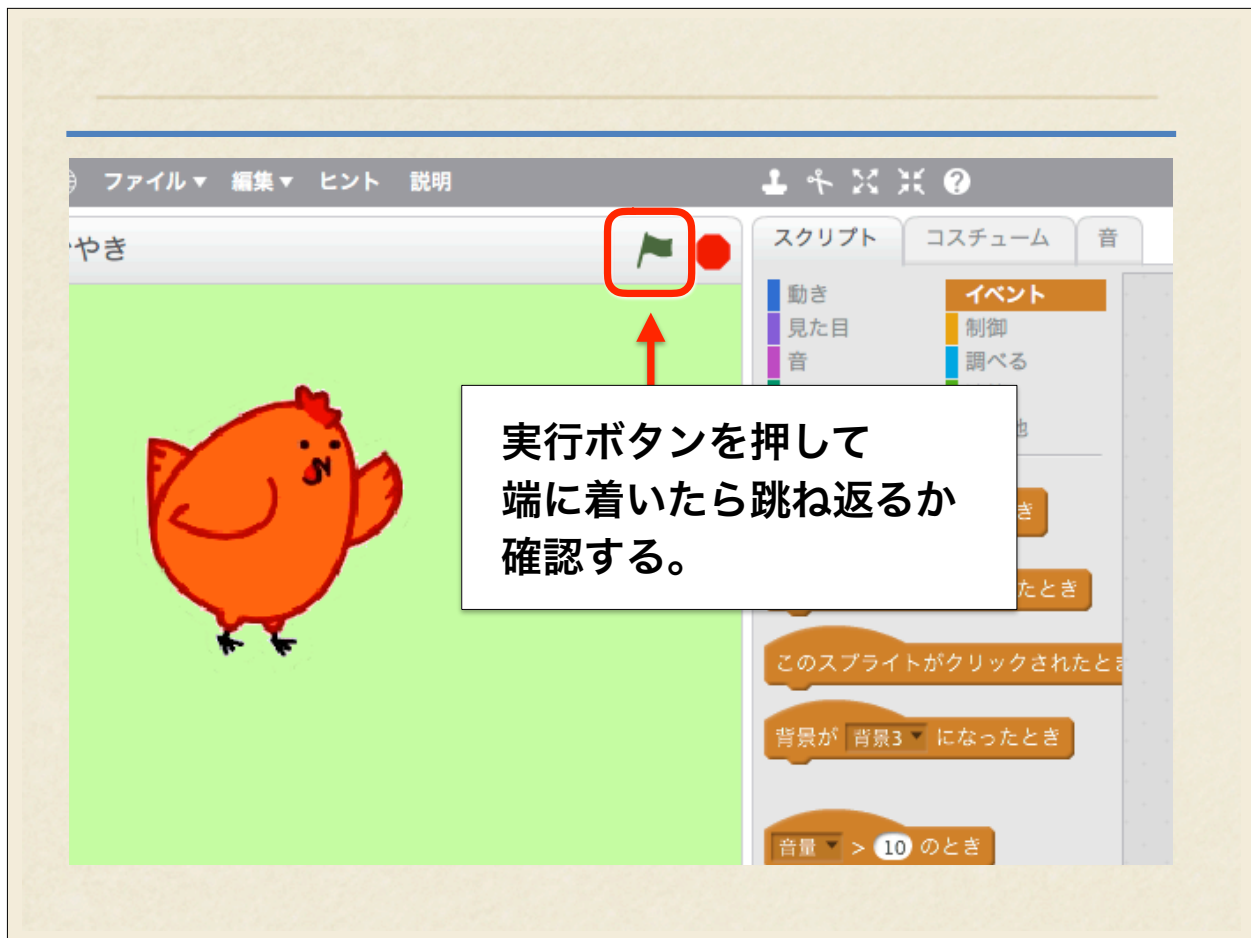 ファイル▼ 編集▼ ヒント 説明
やき
スクリプト コスチューム 音
動き イベント
見た目 制御
音 調べる
実行ボタンを押して
端に着いたら跳ね返るか
確認する。
き
たとき
このスプライトがクリックされたとき
背景が 背景3 になったとき
音量 > 10 のとき